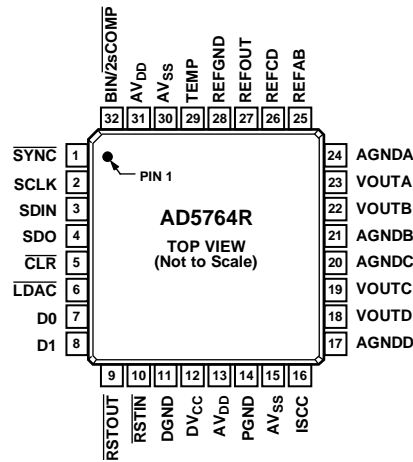 BIN/2sCOMP
AVDD
AVSS
TEMP
REFGND
REFOUT
REFCD
REFAB
32 31 30 29 28 27 26 25
SYNC 1
SCLK 2
SDIN 3
SDO 4
CLR 5
LDAC 6
D0 7
D1 8
PIN 1
AD5764R
TOP VIEW
(Not to Scale)
24 AGNDA
23 VOUTA
22 VOUTB
21 AGNDB
20 AGNDC
19 VOUTC
18 VOUTD
17 AGNDD
9 10 11 12 13 14 15 16
RSTOUT
RSTIN
DGND
DVCC
AVDD
PGND
AVSS
ISCC